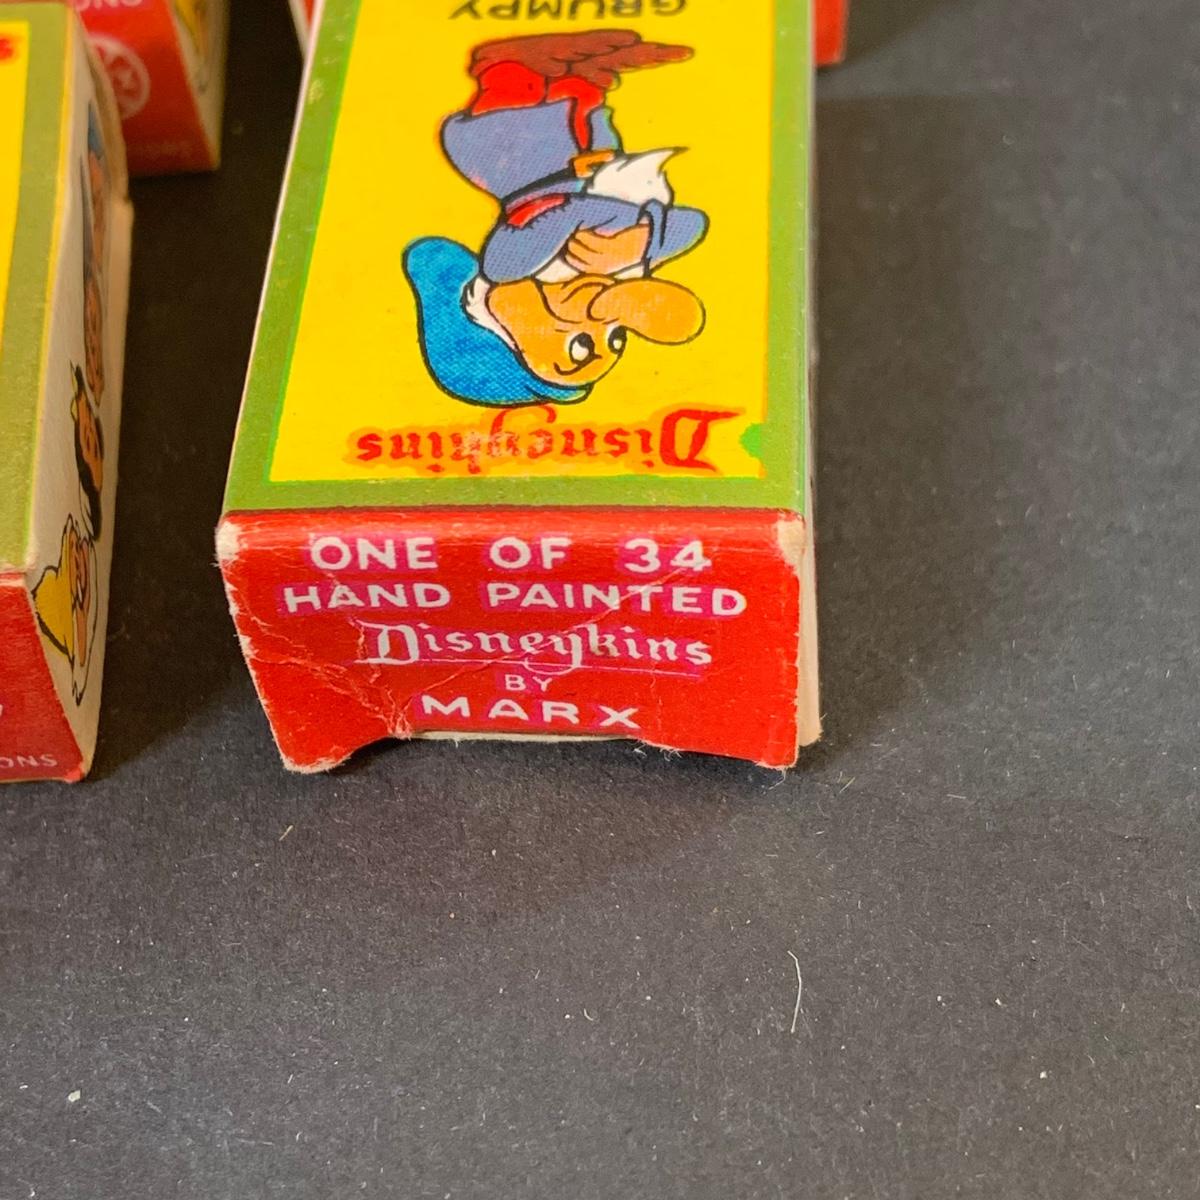 GRUMPY
Disneykins
ONE OF 34
HAND PAINTED
Disneykins
BY
MARX